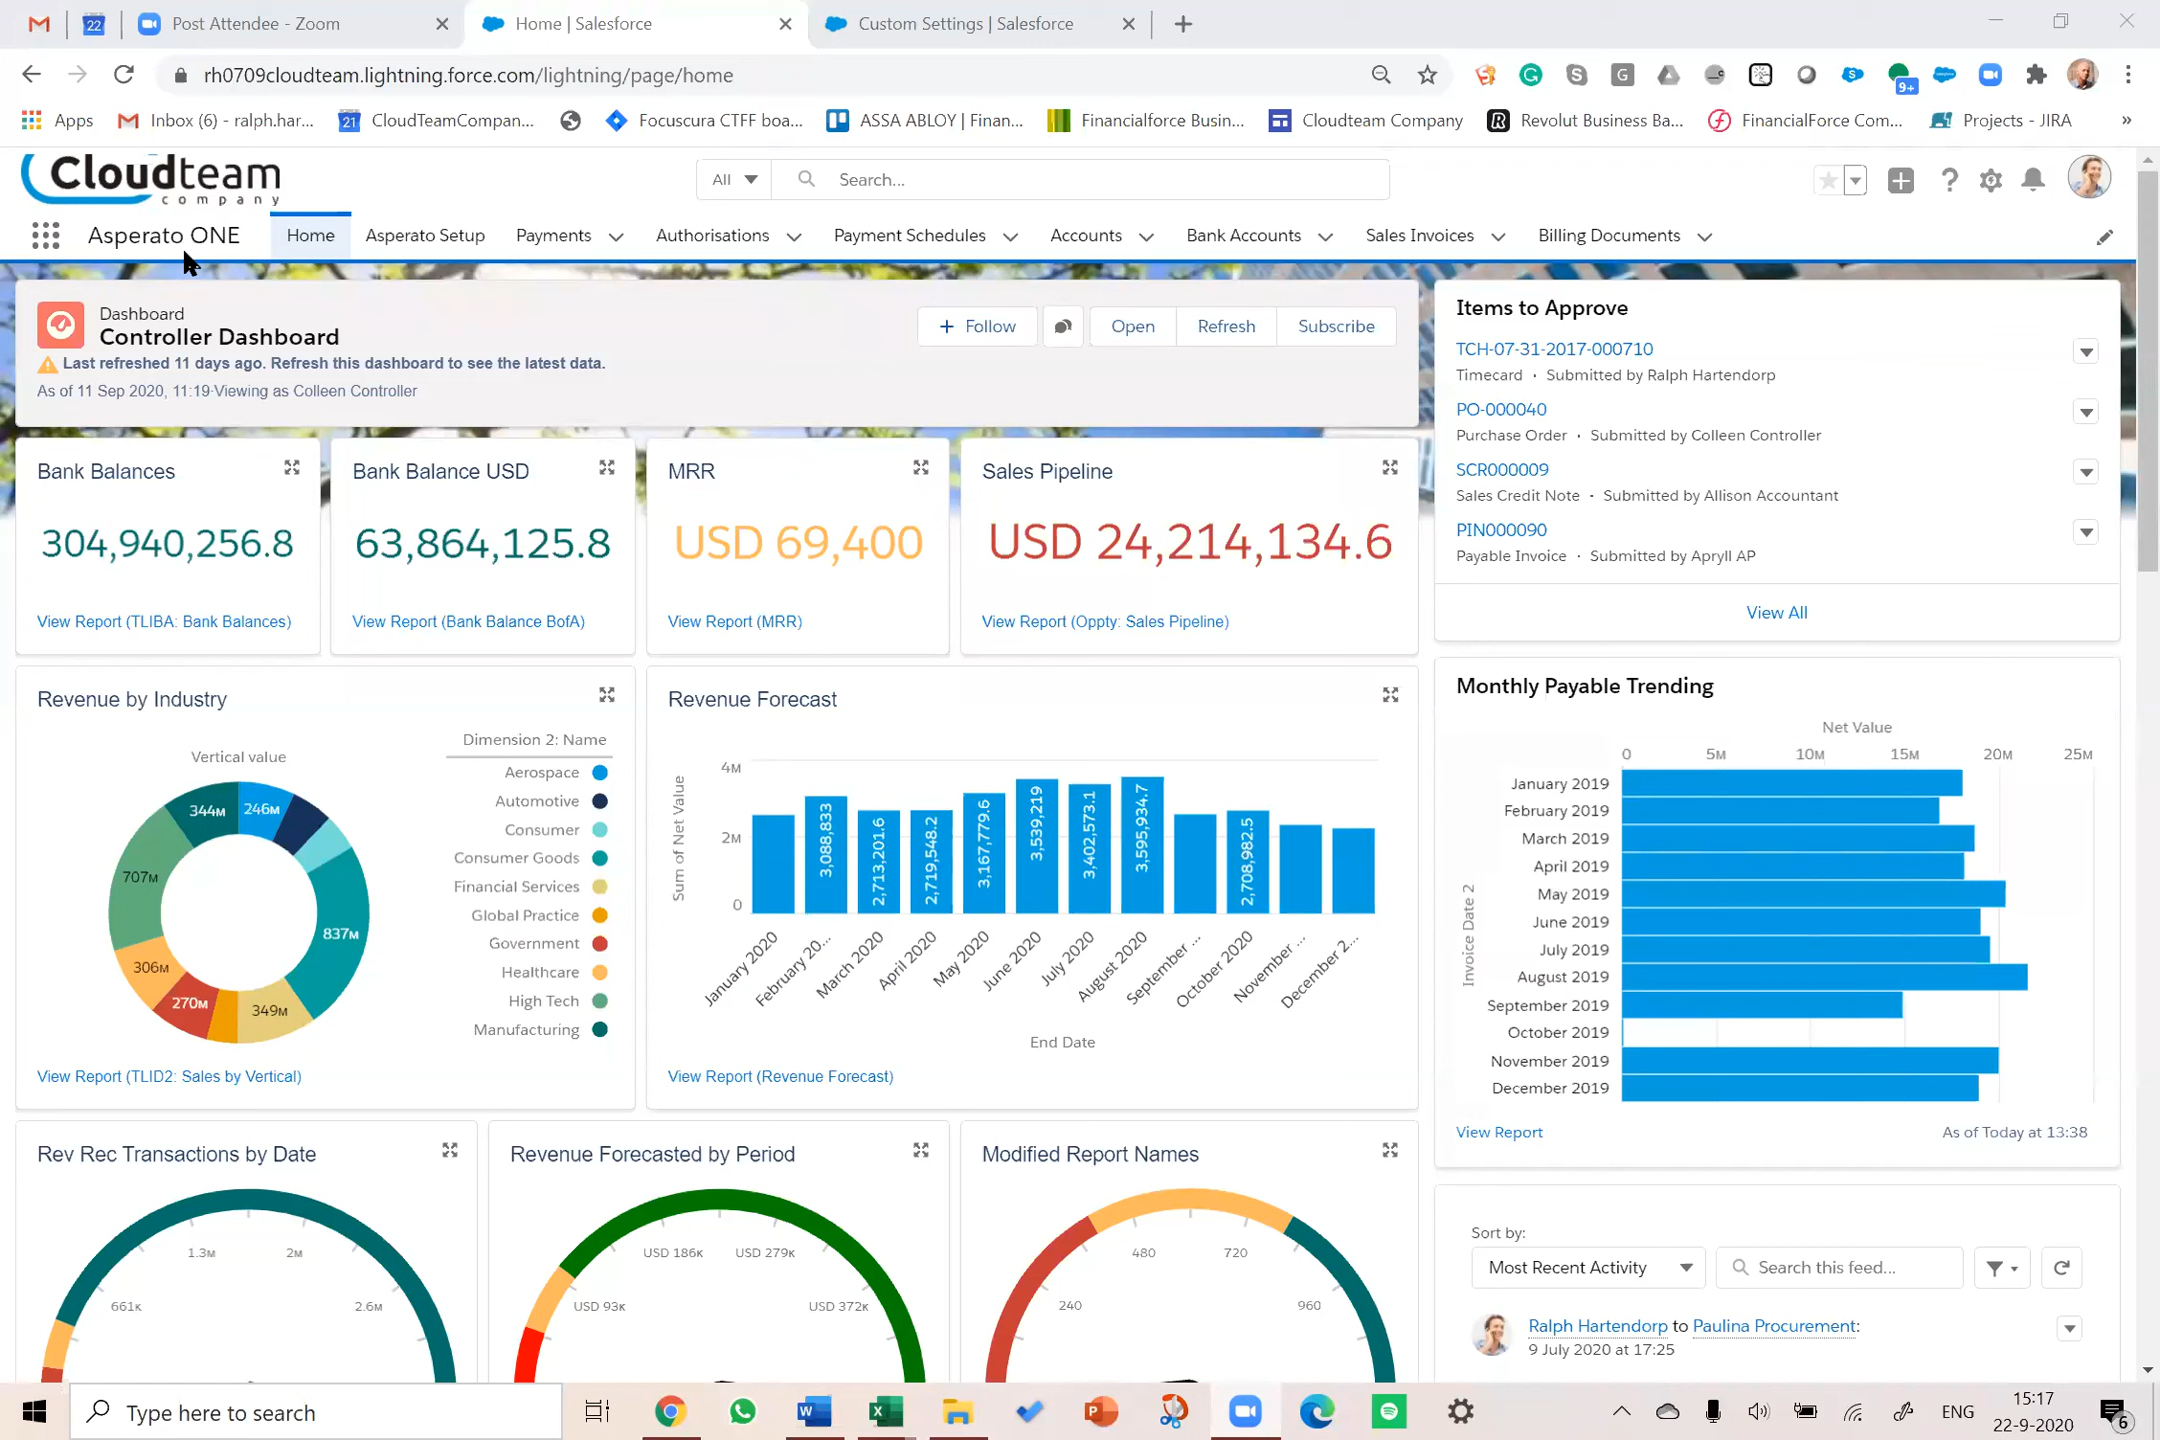 Post Attendee - Zoom
Home | Salesforce
Custom Settings | Salesforce
rh0709cloudteam.lightning.force.com/lightning/page/home
Apps
Inbox (6) - ralph.har...
CloudTeamCompan...
Focuscura CTFF boa...
ASSA ABLOY | Finan...
Financialforce Busin...
Cloudteam Company
Revolut Business Ba...
FinancialForce Com...
Projects - JIRA
»
Cloudteam
company
All
Search...
Asperato ONE
Home
Asperato Setup
Payments
Authorisations
Payment Schedules
Accounts
Bank Accounts
Sales Invoices
Billing Documents
Dashboard
Controller Dashboard
Last refreshed 11 days ago. Refresh this dashboard to see the latest data.
As of 11 Sep 2020, 11:19·Viewing as Colleen Controller
Follow
Open
Refresh
Subscribe
Bank Balances
304,940,256.8
View Report (TLIBA: Bank Balances)
Bank Balance USD
63,864,125.8
View Report (Bank Balance BofA)
MRR
USD 69,400
View Report (MRR)
Sales Pipeline
USD 24,214,134.6
View Report (Oppty: Sales Pipeline)
Items to Approve
TCH-07-31-2017-000710
Timecard · Submitted by Ralph Hartendorp
PO-000040
Purchase Order · Submitted by Colleen Controller
SCR000009
Sales Credit Note · Submitted by Allison Accountant
PIN000090
Payable Invoice · Submitted by Apryll AP
View All
Revenue by Industry
Vertical value
344M
246M
707M
837M
306M
270M
349M
Dimension 2: Name
Aerospace
Automotive
Consumer
Consumer Goods
Financial Services
Global Practice
Government
Healthcare
High Tech
Manufacturing
View Report (TLID2: Sales by Vertical)
Revenue Forecast
Sum of Net Value
4M
2M
0
3,088,833
2,713,201.6
2,719,548.2
3,167,779.6
3,539,219
3,402,573.1
3,595,934.7
2,708,982.5
January 2020
February 20...
March 2020
April 2020
May 2020
June 2020
July 2020
August 2020
September ...
October 2020
November ...
December 2...
End Date
View Report (Revenue Forecast)
Monthly Payable Trending
Net Value
0
5M
10M
15M
20M
25M
Invoice Date 2
January 2019
February 2019
March 2019
April 2019
May 2019
June 2019
July 2019
August 2019
September 2019
October 2019
November 2019
December 2019
View Report
As of Today at 13:38
Rev Rec Transactions by Date
661K
1.3M
2M
2.6M
Revenue Forecasted by Period
USD 93K
USD 186K
USD 279K
USD 372K
Modified Report Names
240
480
720
960
Sort by:
Most Recent Activity
Search this feed...
Ralph Hartendorp to Paulina Procurement:
9 July 2020 at 17:25
Type here to search
ENG
15:17
22-9-2020
6
22
21
9+